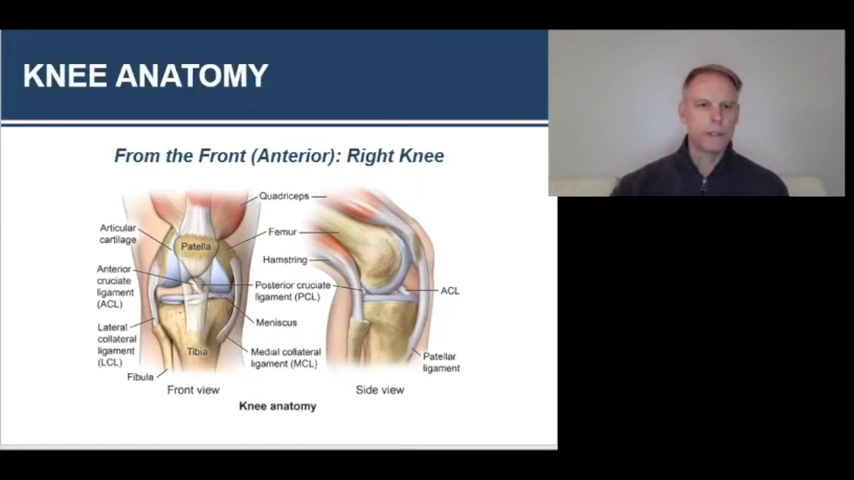 KNEE ANATOMY
From the Front (Anterior): Right Knee
Quadriceps
Articular
cartilage
Patella
Femur
Hamstring
Anterior
cruciate
ligament
(ACL)
Posterior cruciate
ligament (PCL)
ACL
Meniscus
Lateral
collateral
ligament
(LCL)
Tibia
Medial collateral
ligament (MCL)
Patellar
ligament
Fibula
Front view
Side view
Knee anatomy